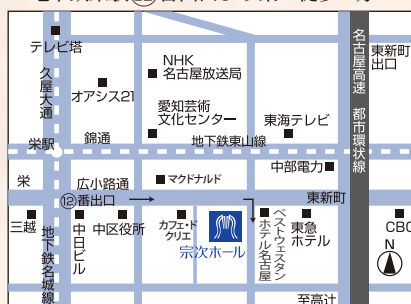 テレビ塔
久屋大通
オアシス21
NHK
名古屋放送局
愛知芸術
文化センター
東海テレビ
名古屋高速 都市環状線
東新町
出口
栄駅
錦通
地下鉄東山線
中部電力
栄
広小路通
マクドナルド
東新町
⑫番出口
三越
地下鉄名城線
中日
ビル
中区役所
カフェ・ド
クリエ
宗次ホール
ベストウェスタン
ホテル名古屋
東急
ホテル
CBC
N
至高辻